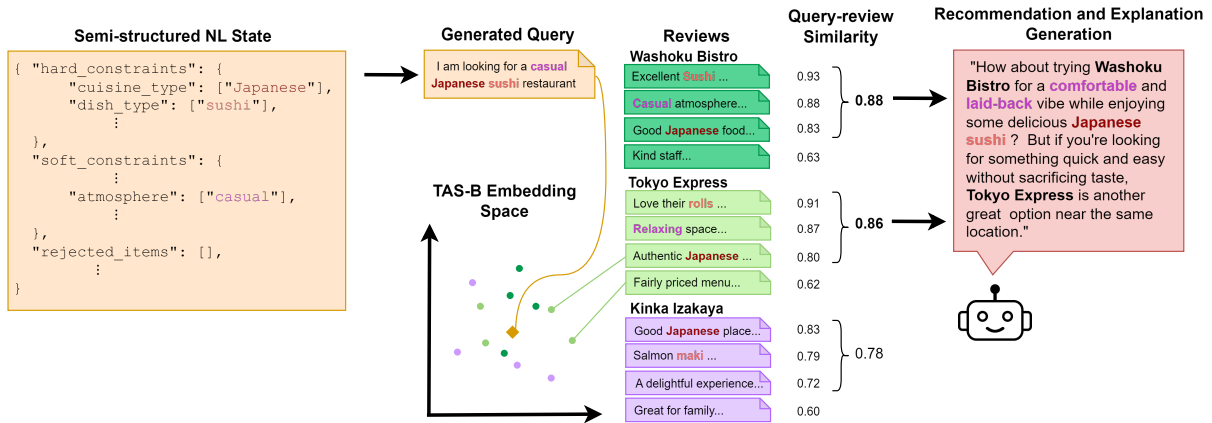 Semi-structured NL State
{ "hard_constraints": {
"cuisine_type": ["Japanese"],
"dish_type": ["sushi"],
⋮
},
"soft_constraints": {
⋮
"atmosphere": ["casual"],
⋮
},
"rejected_items": [],
⋮
}
Generated Query
I am looking for a casual
Japanese sushi restaurant
TAS-B Embedding
Space
Reviews
Washoku Bistro
Excellent Sushi ...
Casual atmosphere...
Good Japanese food...
Kind staff...
Tokyo Express
Love their rolls ...
Relaxing space...
Authentic Japanese ...
Fairly priced menu...
Kinka Izakaya
Good Japanese place...
Salmon maki ...
A delightful experience...
Great for family...
Query-review
Similarity
0.93
0.88
0.83
0.63
0.88
0.91
0.87
0.80
0.62
0.86
0.83
0.79
0.72
0.60
0.78
Recommendation and Explanation
Generation
"How about trying Washoku
Bistro for a comfortable and
laid-back vibe while enjoying
some delicious Japanese
sushi ? But if you're looking
for something quick and easy
without sacrificing taste,
Tokyo Express is another
great option near the same
location."